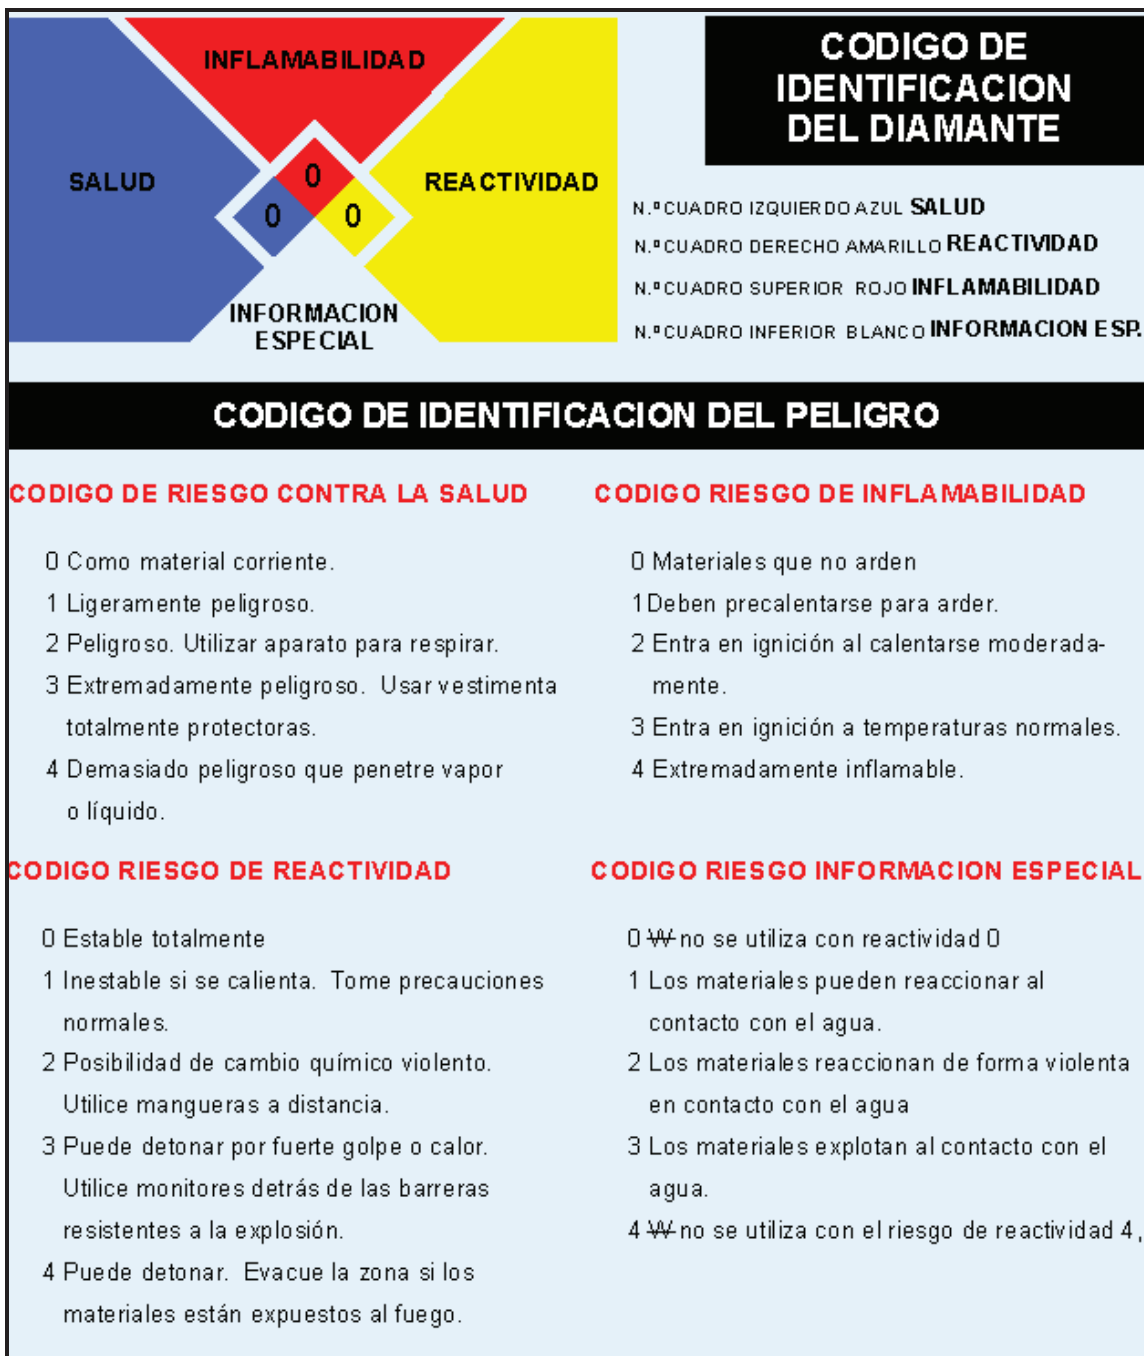 INFLAMABILIDAD
SALUD
0
REACTIVIDAD
0
0
INFORMACION
ESPECIAL
CODIGO DE
IDENTIFICACION
DEL DIAMANTE
N.º CUADRO IZQUIERDO AZUL SALUD
N.º CUADRO DERECHO AMARILLO REACTIVIDAD
N.º CUADRO SUPERIOR ROJO INFLAMABILIDAD
N.º CUADRO INFERIOR BLANCO INFORMACION ESP.
CODIGO DE IDENTIFICACION DEL PELIGRO
CODIGO DE RIESGO CONTRA LA SALUD
0 Como material corriente.
1 Ligeramente peligroso.
2 Peligroso. Utilizar aparato para respirar.
3 Extremadamente peligroso. Usar vestimenta
totalmente protectoras.
4 Demasiado peligroso que penetre vapor
o líquido.
CODIGO RIESGO DE INFLAMABILIDAD
0 Materiales que no arden
1 Deben precalentarse para arder.
2 Entra en ignición al calentarse moderada-
mente.
3 Entra en ignición a temperaturas normales.
4 Extremadamente inflamable.
CODIGO RIESGO DE REACTIVIDAD
0 Estable totalmente
1 Inestable si se calienta. Tome precauciones
normales.
2 Posibilidad de cambio químico violento.
Utilice mangueras a distancia.
3 Puede detonar por fuerte golpe o calor.
Utilice monitores detrás de las barreras
resistentes a la explosión.
4 Puede detonar. Evacue la zona si los
materiales están expuestos al fuego.
CODIGO RIESGO INFORMACION ESPECIAL
0 W no se utiliza con reactividad 0
1 Los materiales pueden reaccionar al
contacto con el agua.
2 Los materiales reaccionan de forma violenta
en contacto con el agua
3 Los materiales explotan al contacto con el
agua.
4 W no se utiliza con el riesgo de reactividad 4,